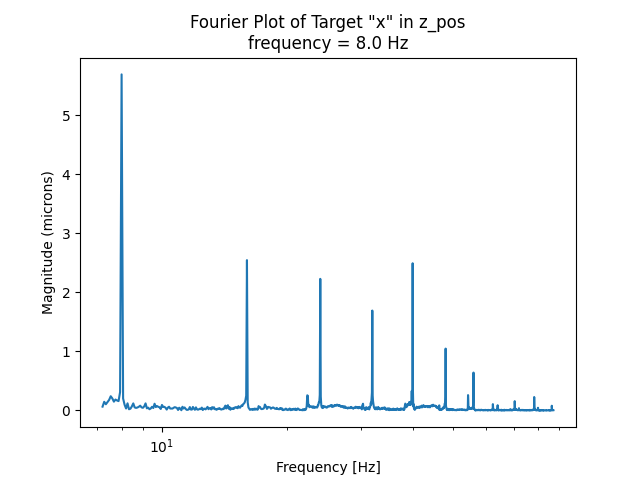 Fourier Plot of Target "x" in z_pos
frequency = 8.0 Hz
Magnitude (microns)
5
4
3
2
1
0
10¹
Frequency [Hz]